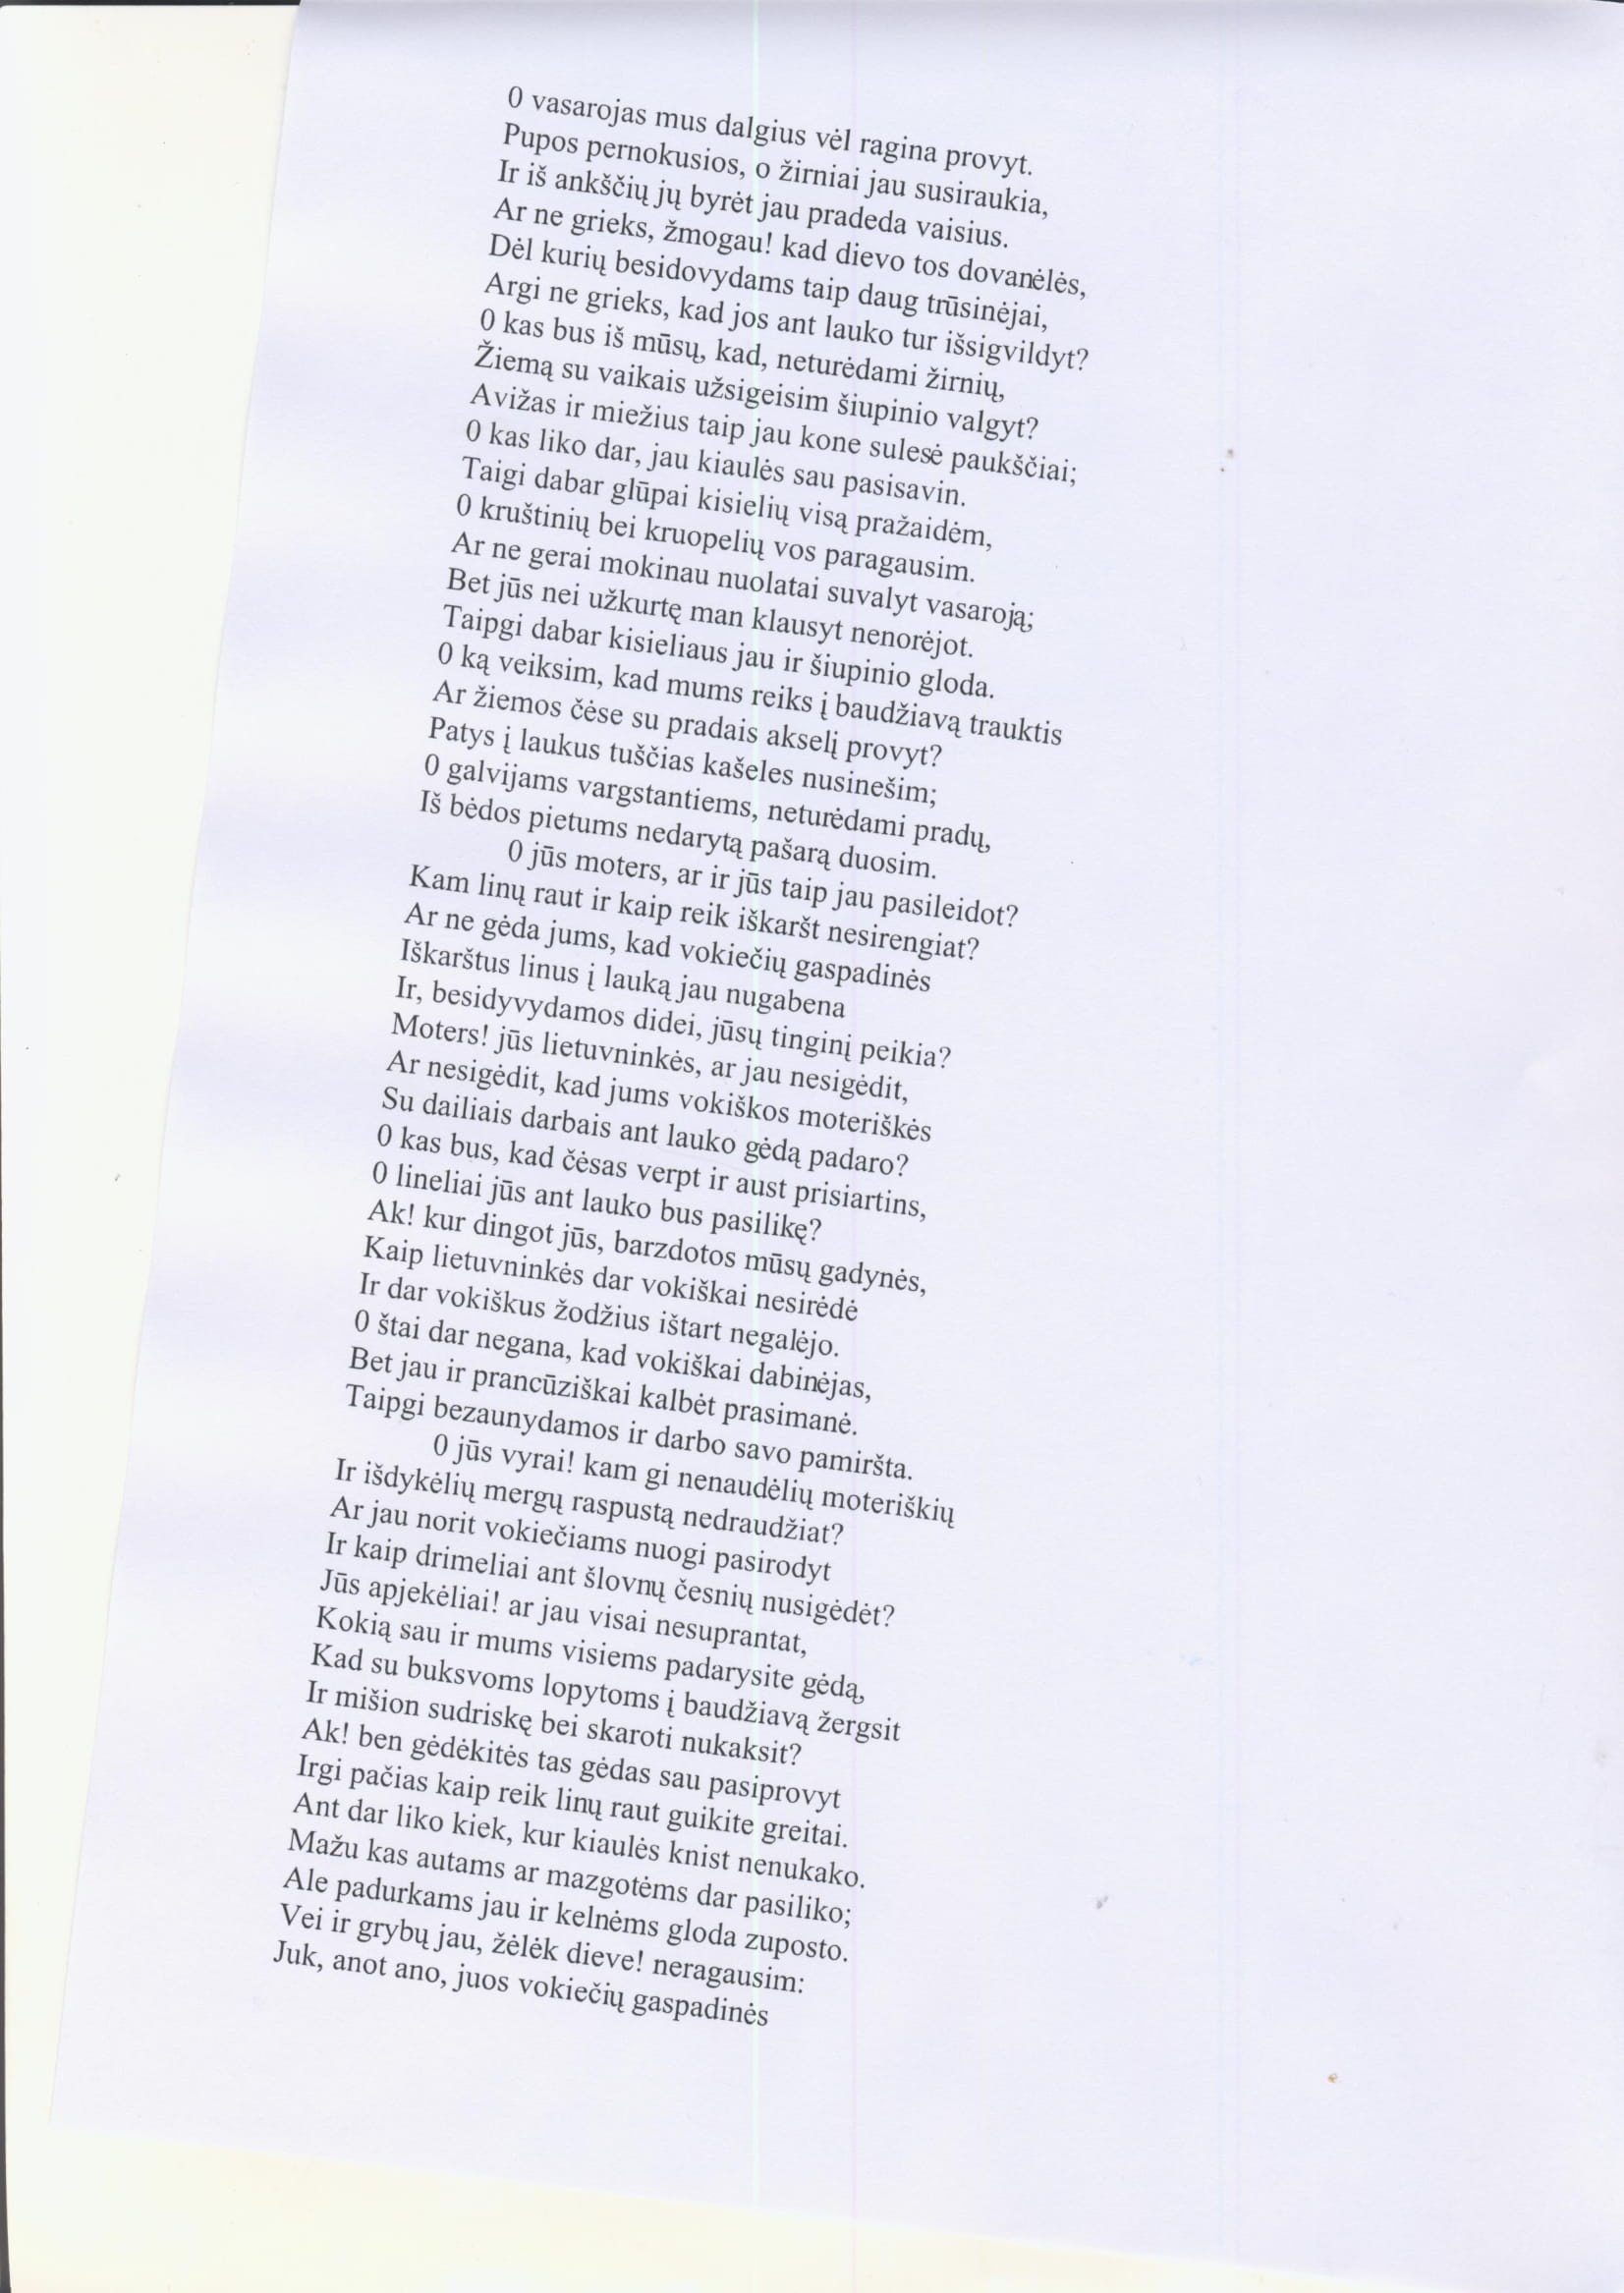 0 vasarojas mus dalgius vėl ragina provyt.
Pupos pernokusios, o žirniai jau susiraukia,
Ir iš ankščių jų byrėt jau pradeda vaisius.
Ar ne grieks, žmogau! kad dievo tos dovanėlės,
Dėl kurių besidovydams taip daug trūsinėjai,
Argi ne grieks, kad jos ant lauko tur išsigvildyt?
0 kas bus iš mūsų, kad, neturėdami žirnių,
Žiemą su vaikais užsigeisim šiupinio valgyt?
Avižas ir miežius taip jau kone sulesė paukščiai;
0 kas liko dar, jau kiaulės sau pasisavin.
Taigi dabar glūpai kisielių visą pražaidėm,
0 kruštinių bei kruopelių vos paragausim.
Ar ne gerai mokinau nuolatai suvalyt vasaroją;
Bet jūs nei užkurtę man klausyt nenorėjot.
Taipgi dabar kisieliaus jau ir šiupinio gloda.
0 ką veiksim, kad mums reiks į baudžiavą trauktis
Ar žiemos čėse su pradais akselį provyt?
Patys į laukus tuščias kašeles nusinešim;
0 galvijams vargstantiems, neturėdami pradų,
Iš bėdos pietums nedarytą pašarą duosim.
0 jūs moters, ar ir jūs taip jau pasileidot?
Kam linų raut ir kaip reik iškaršt nesirengiat?
Ar ne gėda jums, kad vokiečių gaspadinės
Iškarštus linus į lauką jau nugabena
Ir, besidyvydamos didei, jūsų tinginį peikia?
Moters! jūs lietuvninkės, ar jau nesigėdit,
Ar nesigėdit, kad jums vokiškos moteriškės
Su dailiais darbais ant lauko gėdą padaro?
0 kas bus, kad čėsas verpt ir aust prisiartins,
0 lineliai jūs ant lauko bus pasilikę?
Ak! kur dingot jūs, barzdotos mūsų gadynės,
Kaip lietuvninkės dar vokiškai nesirėdė
Ir dar vokiškus žodžius ištart negalėjo.
0 štai dar negana, kad vokiškai dabinėjas,
Bet jau ir prancūziškai kalbėt prasimanė.
Taipgi bezaunydamos ir darbo savo pamiršta.
0 jūs vyrai! kam gi nenaudėlių moteriškių
Ir išdykėlių mergų raspustą nedraudžiat?
Ar jau norit vokiečiams nuogi pasirodyt
Ir kaip drimeliai ant šlovnų česnių nusigėdėt?
Jūs apjekėliai! ar jau visai nesuprantat,
Kokią sau ir mums visiems padarysite gėdą,
Kad su buksvoms lopytoms į baudžiavą žergsit
Ir mišion sudriskę bei skaroti nukaksit?
Ak! ben gėdėkitės tas gėdas sau pasiprovyt
Irgi pačias kaip reik linų raut guikite greitai.
Ant dar liko kiek, kur kiaulės knist nenukako.
Mažu kas autams ar mazgotėms dar pasiliko;
Ale padurkams jau ir kelnėms gloda zuposto.
Vei ir grybų jau, žėlėk dieve! neragausim:
Juk, anot ano, juos vokiečių gaspadinės